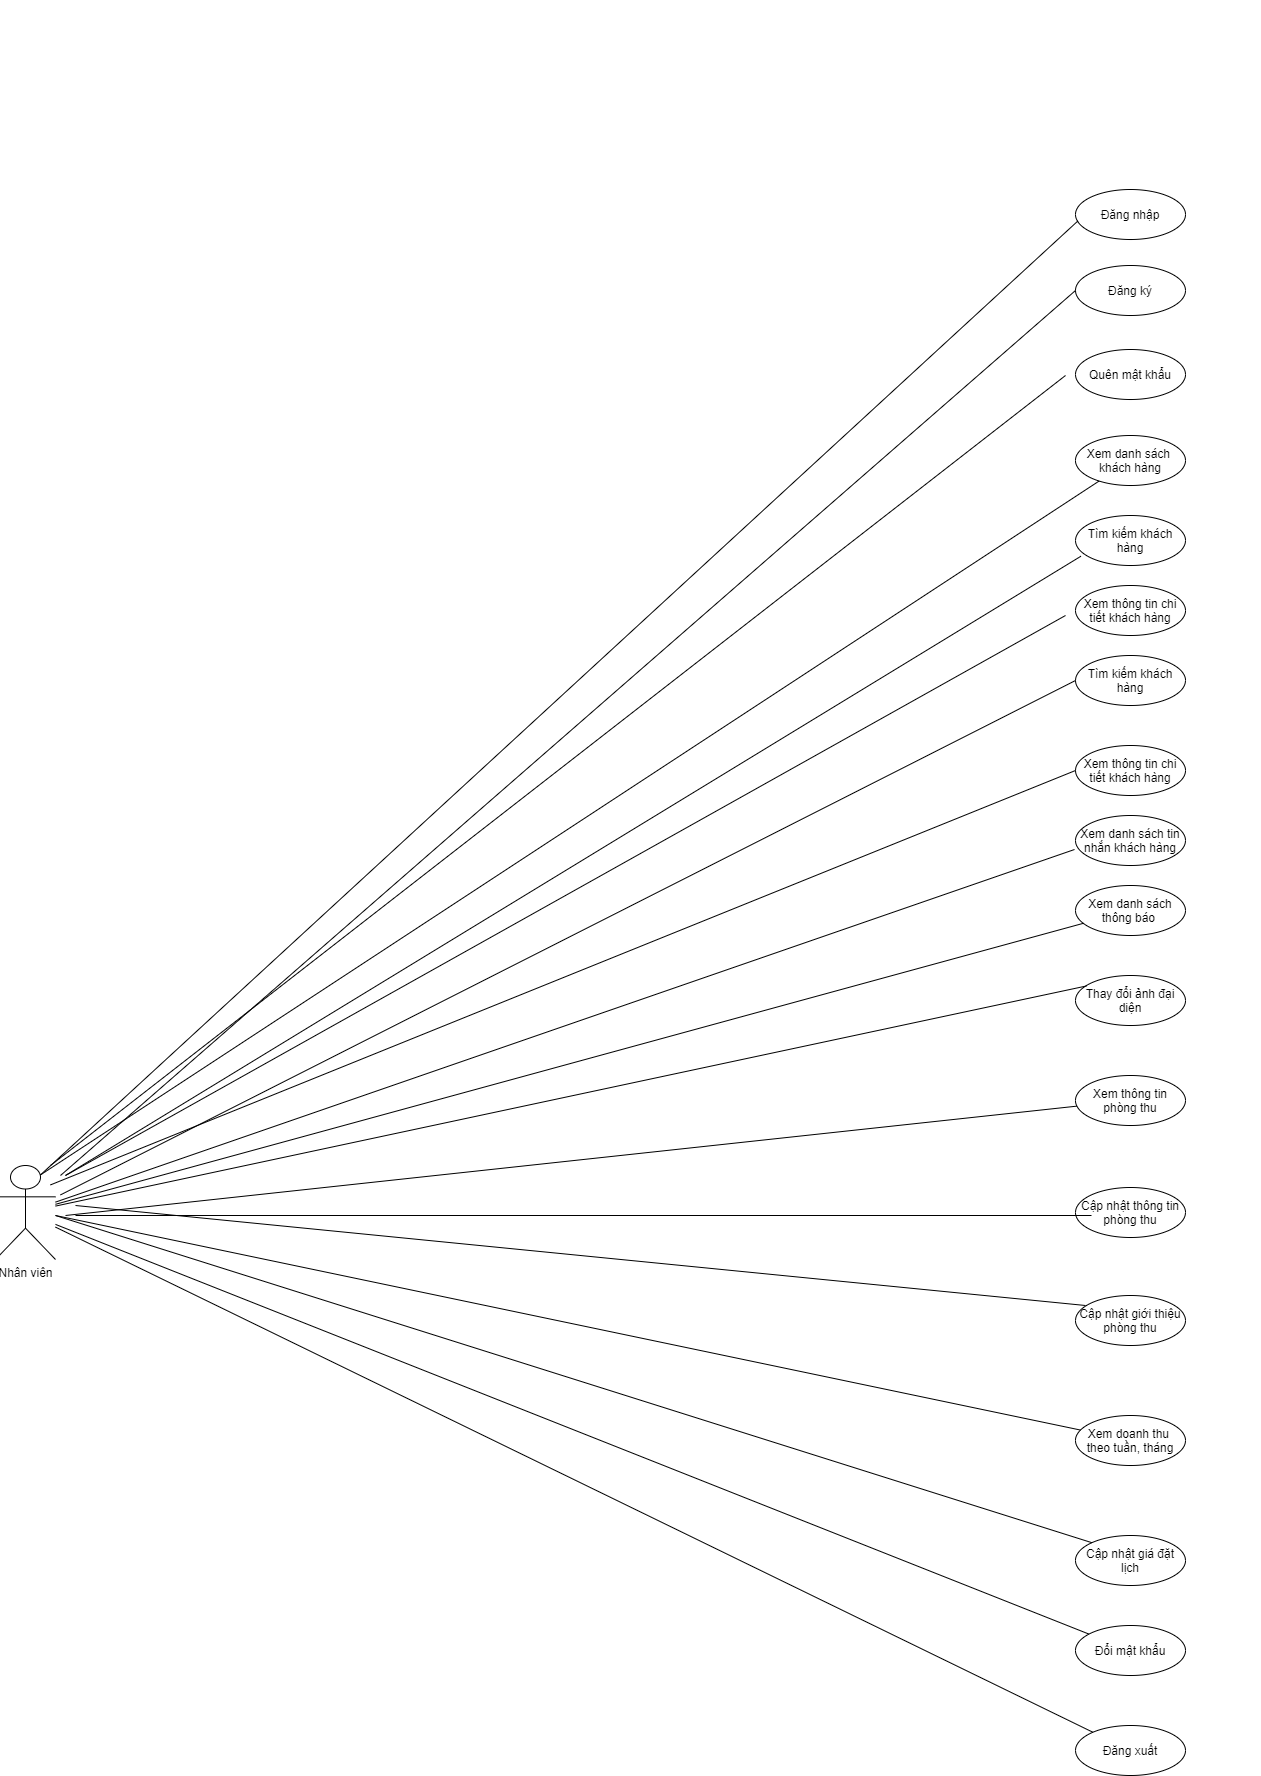 Đăng nhập
Đăng ký
Quên mật khẩu
Xem danh sách
khách hàng
Tìm kiếm khách
hàng
Xem thông tin chi
tiết khách hàng
Tìm kiếm khách
hàng
Xem thông tin chi
tiết khách hàng
Xem danh sách tin
nhắn khách hàng
Xem danh sách
thông báo
Thay đổi ảnh đại
diện
Xem thông tin
phòng thu
Cập nhật thông tin
phòng thu
Nhân viên
Cập nhật giới thiệu
phòng thu
Xem doanh thu
theo tuần, tháng
Cập nhật giá đặt
lịch
Đổi mật khẩu
Đăng xuất